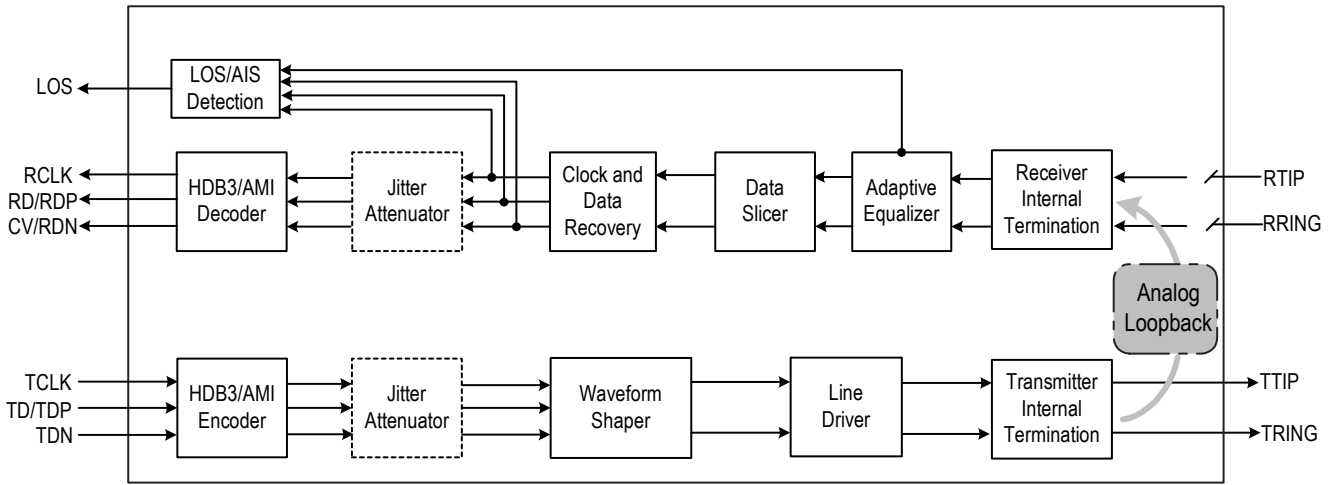 LOS
LOS/AIS
Detection
RCLK
RD/RDP
CV/RDN
HDB3/AMI
Decoder
Jitter
Attenuator
Clock and
Data
Recovery
Data
Slicer
Adaptive
Equalizer
Receiver
Internal
Termination
RTIP
RRING
Analog
Loopback
TCLK
TD/TDP
TDN
HDB3/AMI
Encoder
Jitter
Attenuator
Waveform
Shaper
Line
Driver
Transmitter
Internal
Termination
TTIP
TRING